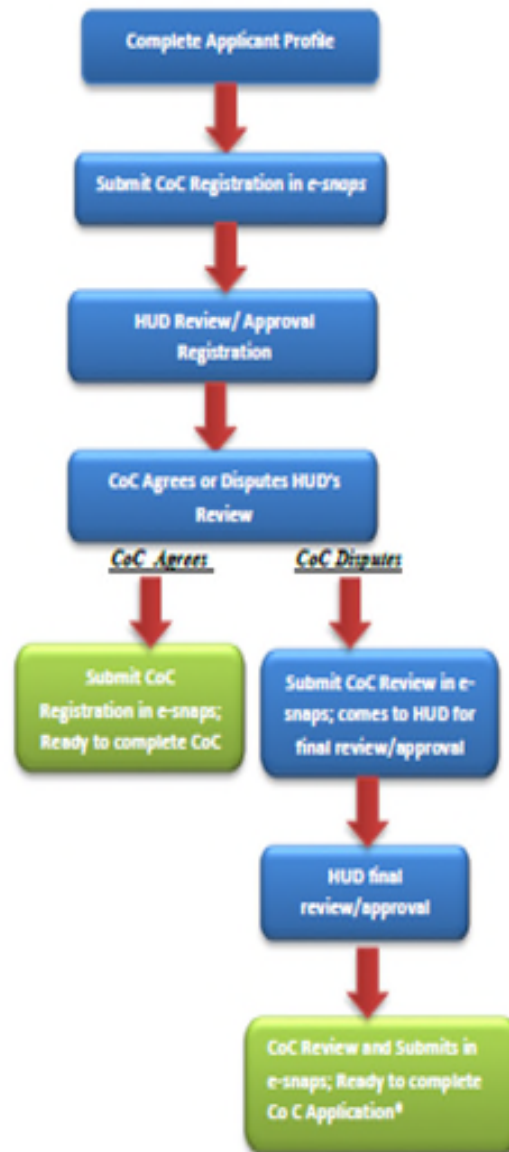 Complete Applicant Profile
Submit CoC Registration in e-snaps
HUD Review/ Approval
Registration
CoC Agrees or Disputes HUD's
Review
CoC Agrees
CoC Disputes
Submit CoC
Registration in e-snaps;
Ready to complete CoC
Submit CoC Review in e-
snaps; comes to HUD for
final review/approval
HUD final
review/approval
CoC Review and Submits in
e-snaps; Ready to complete
Co C Application*